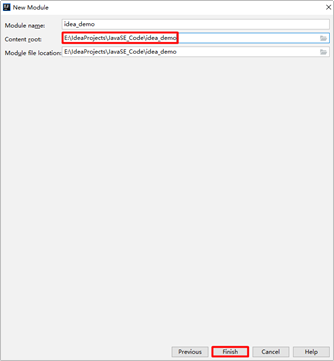 New Module
Module name: idea_demo
Content root: E:\IdeaProjects\JavaSE_Code\idea_demo
Module file location: E:\IdeaProjects\JavaSE_Code\idea_demo
Previous Finish Cancel Help